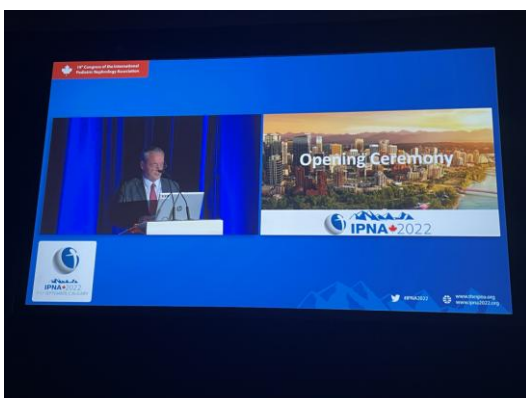 19th Congress of the International
Pediatric Nephrology Association
Opening Ceremony
IPNA 2022
IPNA 2022
@IPNA2022
www.theipna.org
www.ipna2022.org